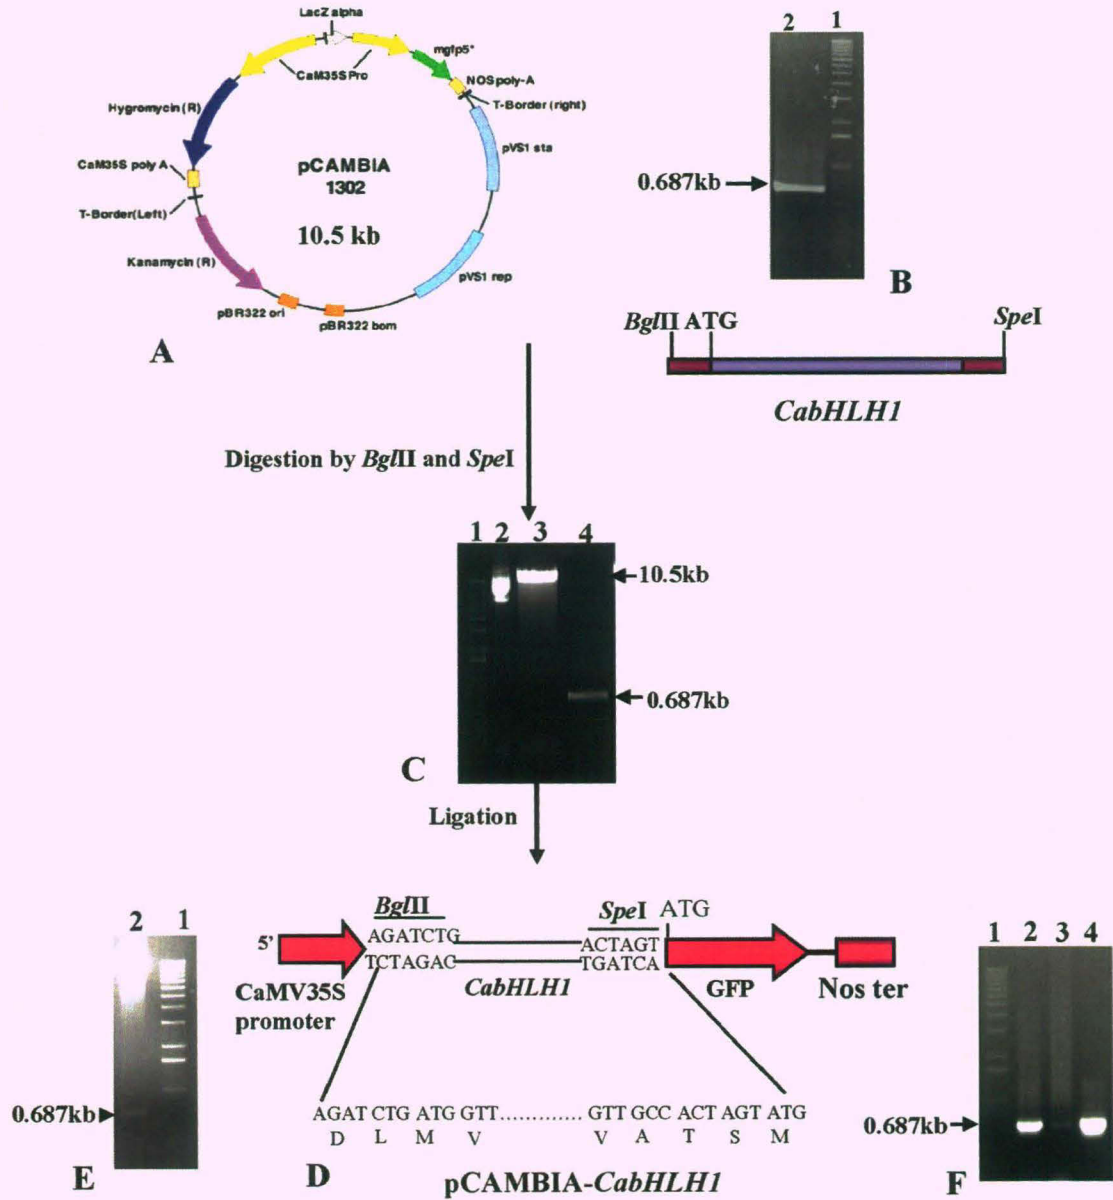 LacZ alpha
CaM35S Pro
mgfp5*
NOS poly-A
T-Border (right)
Hygromycin (R)
pVS1 sta
CaM35S poly A
pCAMBIA
1302
T-Border(Left)
10.5 kb
Kanamycin (R)
pVS1 rep
pBR322 ori
pBR322 bom
A
2 1
0.687kb
B
BglII ATG SpeI
CabHLH1
Digestion by BglII and SpeI
1 2 3 4
10.5kb
0.687kb
C
Ligation
2 1
0.687kb
E
BglII SpeI ATG
5' AGATCTG ACTAGT
TCTAGAC TGATCA
CaMV35S
promoter
CabHLH1
GFP
Nos ter
AGAT CTG ATG GTT............ GTT GCC ACT AGT ATG
D L M V V A T S M
D
pCAMBIA-CabHLH1
1 2 3 4
0.687kb
F